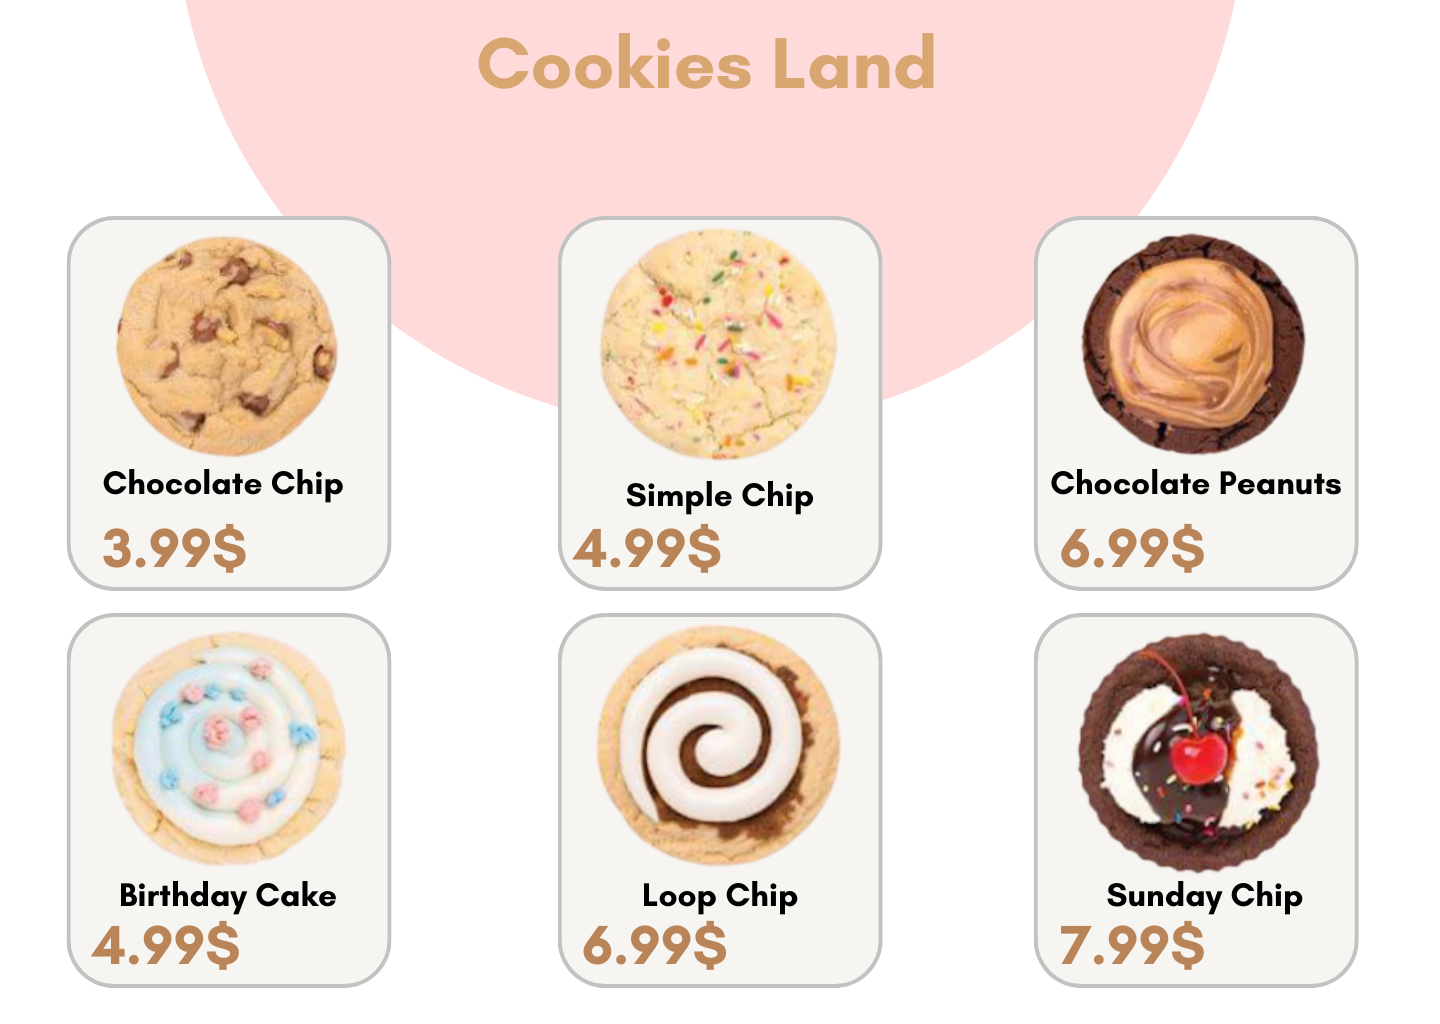 Cookies Land
Chocolate Chip
3.99$
Simple Chip
4.99$
Chocolate Peanuts
6.99$
Birthday Cake
4.99$
Loop Chip
6.99$
Sunday Chip
7.99$